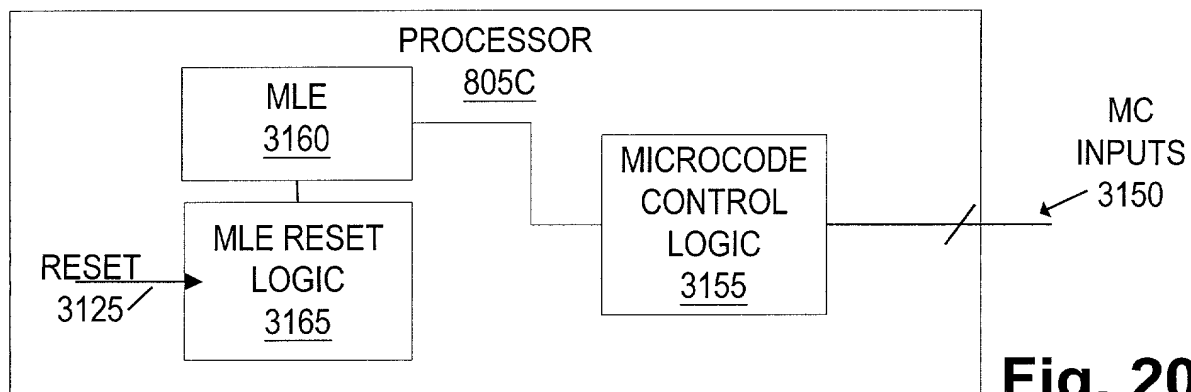 PROCESSOR
805C
MLE
3160
MICROCODE
CONTROL
LOGIC
3155
MC
INPUTS
3150
MLE RESET
LOGIC
3165
RESET
3125
Fig. 20